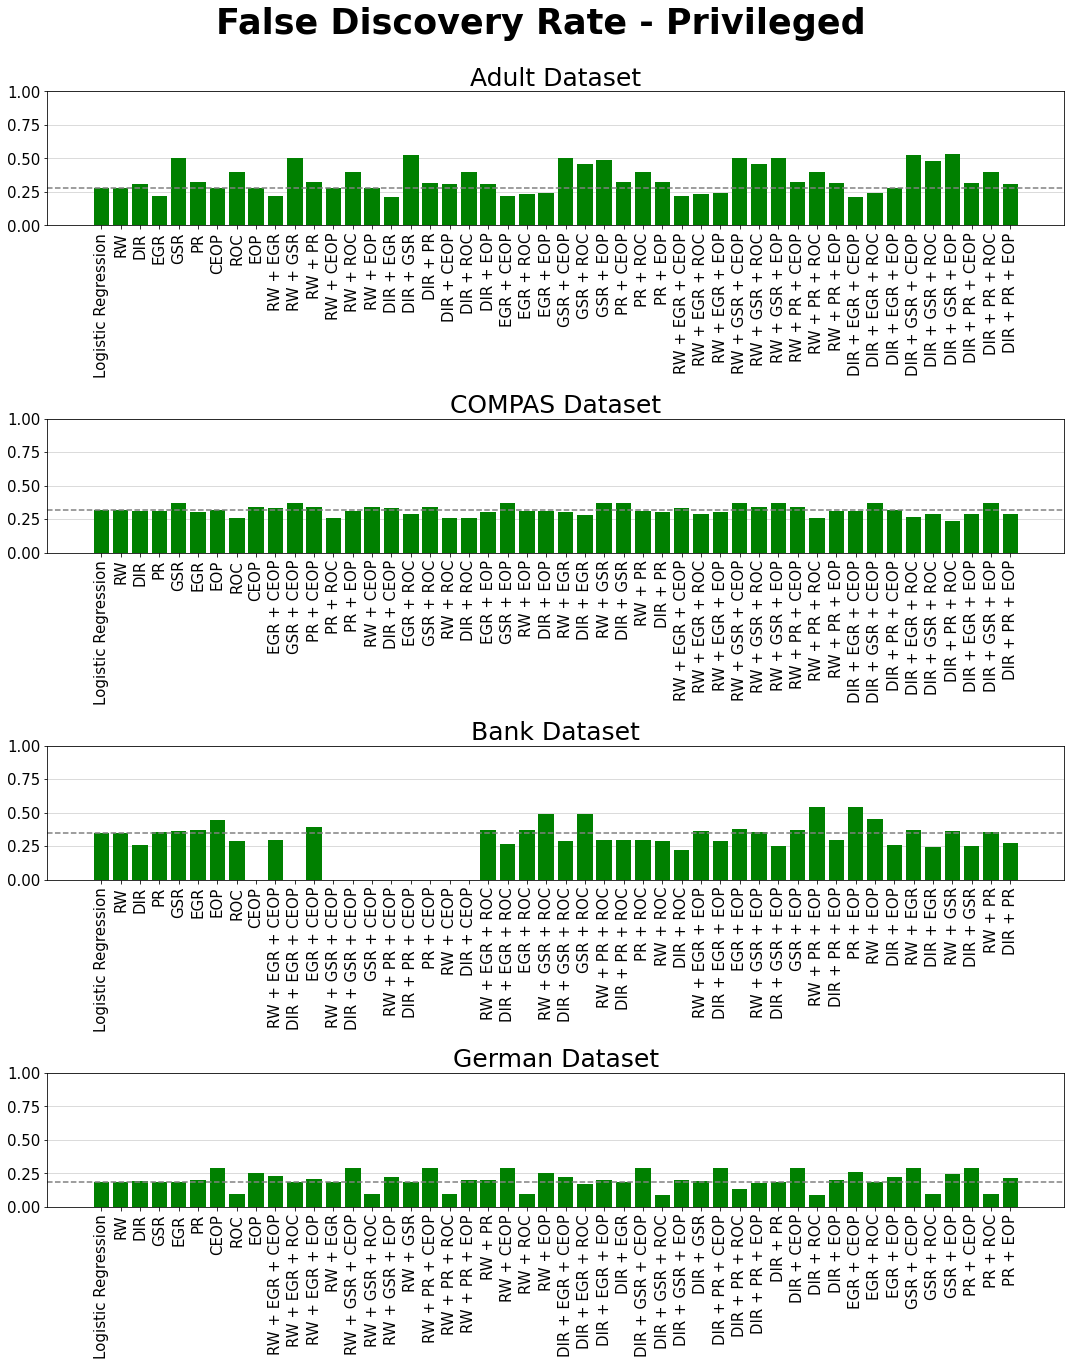 False Discovery Rate - Privileged
Adult Dataset
1.00
0.75
0.50
0.25
0.00
Logistic Regression
RW
DIR
EGR
GSR
PR
CEOP
ROC
EOP
RW + EGR
RW + GSR
RW + PR
RW + CEOP
RW + ROC
RW + EOP
DIR + EGR
DIR + GSR
DIR + PR
DIR + CEOP
DIR + ROC
DIR + EOP
EGR + CEOP
EGR + ROC
EGR + EOP
GSR + CEOP
GSR + ROC
GSR + EOP
PR + CEOP
PR + ROC
PR + EOP
RW + EGR + CEOP
RW + EGR + ROC
RW + EGR + EOP
RW + GSR + CEOP
RW + GSR + ROC
RW + GSR + EOP
RW + PR + CEOP
RW + PR + ROC
RW + PR + EOP
DIR + EGR + CEOP
DIR + EGR + ROC
DIR + EGR + EOP
DIR + GSR + CEOP
DIR + GSR + ROC
DIR + GSR + EOP
DIR + PR + CEOP
DIR + PR + ROC
DIR + PR + EOP
COMPAS Dataset
1.00
0.75
0.50
0.25
0.00
Logistic Regression
RW
DIR
PR
GSR
EGR
EOP
ROC
CEOP
EGR + CEOP
GSR + CEOP
PR + CEOP
PR + ROC
PR + EOP
RW + CEOP
DIR + CEOP
EGR + ROC
GSR + ROC
RW + ROC
DIR + ROC
EGR + EOP
GSR + EOP
RW + EOP
DIR + EOP
RW + EGR
DIR + EGR
RW + GSR
DIR + GSR
RW + PR
DIR + PR
RW + EGR + CEOP
RW + EGR + ROC
RW + EGR + EOP
RW + GSR + CEOP
RW + GSR + ROC
RW + GSR + EOP
RW + PR + CEOP
RW + PR + ROC
RW + PR + EOP
DIR + EGR + CEOP
DIR + GSR + CEOP
DIR + PR + CEOP
DIR + EGR + ROC
DIR + GSR + ROC
DIR + PR + ROC
DIR + EGR + EOP
DIR + GSR + EOP
DIR + PR + EOP
Bank Dataset
1.00
0.75
0.50
0.25
0.00
Logistic Regression
RW
DIR
PR
GSR
EGR
EOP
ROC
CEOP
RW + EGR + CEOP
DIR + EGR + CEOP
EGR + CEOP
RW + GSR + CEOP
DIR + GSR + CEOP
GSR + CEOP
RW + PR + CEOP
DIR + PR + CEOP
PR + CEOP
RW + CEOP
DIR + CEOP
RW + EGR + ROC
DIR + EGR + ROC
EGR + ROC
RW + GSR + ROC
DIR + GSR + ROC
GSR + ROC
RW + PR + ROC
DIR + PR + ROC
PR + ROC
RW + ROC
DIR + ROC
RW + EGR + EOP
DIR + EGR + EOP
EGR + EOP
RW + GSR + EOP
DIR + GSR + EOP
GSR + EOP
RW + PR + EOP
DIR + PR + EOP
PR + EOP
RW + EOP
DIR + EOP
RW + EGR
DIR + EGR
RW + GSR
DIR + GSR
RW + PR
DIR + PR
German Dataset
1.00
0.75
0.50
0.25
0.00
Logistic Regression
RW
DIR
GSR
EGR
PR
CEOP
ROC
EOP
RW + EGR + CEOP
RW + EGR + ROC
RW + EGR + EOP
RW + EGR
RW + GSR + CEOP
RW + GSR + ROC
RW + GSR + EOP
RW + GSR
RW + PR + CEOP
RW + PR + ROC
RW + PR + EOP
RW + PR
RW + CEOP
RW + ROC
RW + EOP
DIR + EGR + CEOP
DIR + EGR + ROC
DIR + EGR + EOP
DIR + EGR
DIR + GSR + CEOP
DIR + GSR + ROC
DIR + GSR + EOP
DIR + GSR
DIR + PR + CEOP
DIR + PR + ROC
DIR + PR + EOP
DIR + PR
DIR + CEOP
DIR + ROC
DIR + EOP
EGR + CEOP
EGR + ROC
EGR + EOP
GSR + CEOP
GSR + ROC
GSR + EOP
PR + CEOP
PR + ROC
PR + EOP